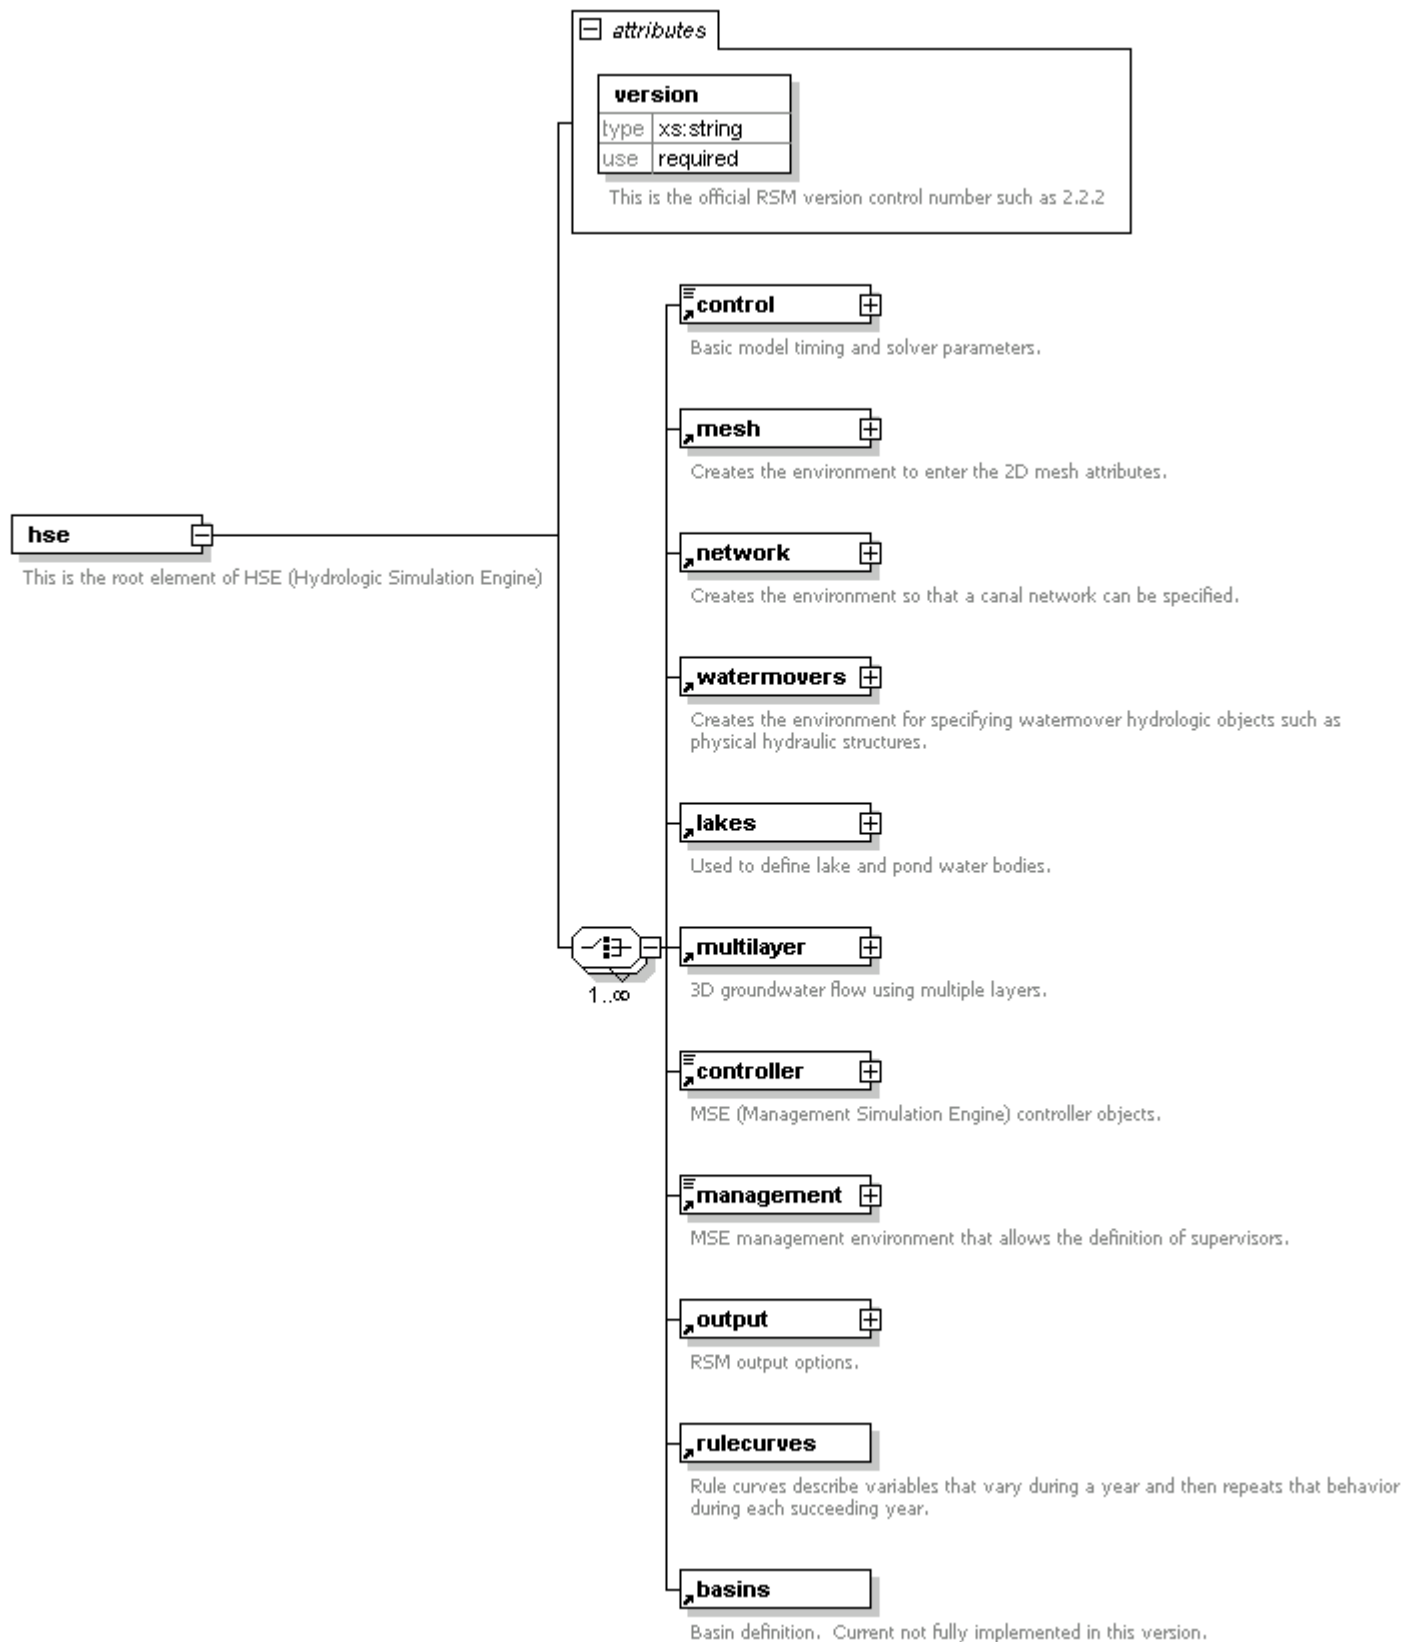 attributes
version
type xs:string
use required
This is the official RSM version control number such as 2.2.2
control
Basic model timing and solver parameters.
mesh
Creates the environment to enter the 2D mesh attributes.
hse
This is the root element of HSE (Hydrologic Simulation Engine)
network
Creates the environment so that a canal network can be specified.
watermovers
Creates the environment for specifying watermover hydrologic objects such as
physical hydraulic structures.
lakes
Used to define lake and pond water bodies.
1..∞
multilayer
3D groundwater flow using multiple layers.
controller
MSE (Management Simulation Engine) controller objects.
management
MSE management environment that allows the definition of supervisors.
output
RSM output options.
rulecurves
Rule curves describe variables that vary during a year and then repeats that behavior
during each succeeding year.
basins
Basin definition.  Current not fully implemented in this version.